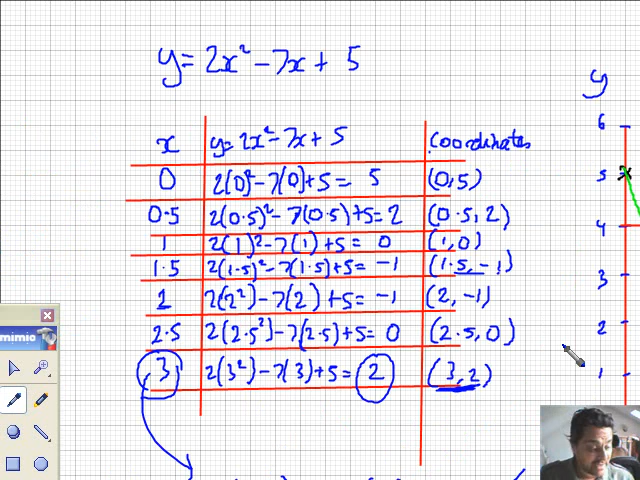 y=2x²-7x+5
x y=2x²-7x+5 Coordinates
0 2(0)²-7(0)+5= 5 (0,5)
0.5 2(0.5)²-7(0.5)+5=2 (0.5,2)
1 2(1)²-7(1)+5= 0 (1,0)
1.5 2(1.5)²-7(1.5)+5= -1 (1.5,-1)
2 2(2²)-7(2)+5= -1 (2,-1)
2.5 2(2.5²)-7(2.5)+5= 0 (2.5,0)
3 2(3²)-7(3)+5= 2 (3,2)
y
6
5
4
3
2
1
mimio